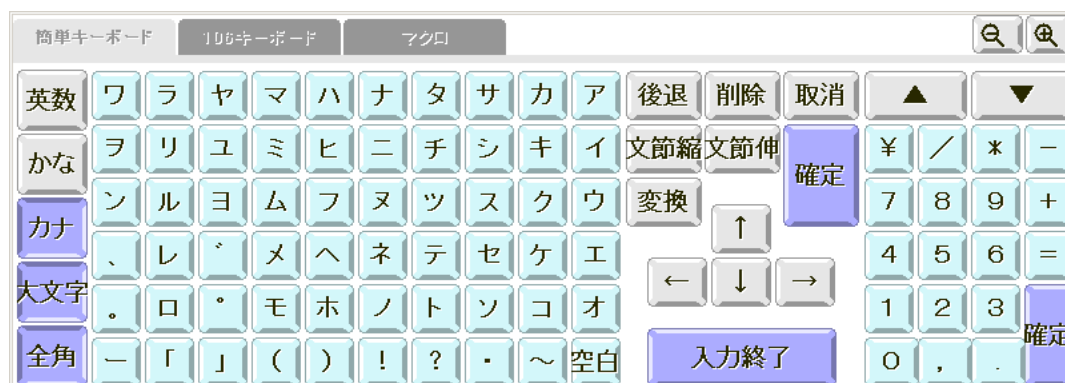 簡単キーボード 106キーボード マクロ
英数 ワ ラ ヤ マ ハ ナ タ サ カ ア 後退 削除 取消 ▲ ▼
かな ヲ リ ユ ミ ヒ ニ チ シ キ イ 文節縮 文節伸 確定 ¥ / * -
カナ ン ル ヨ ム フ ヌ ツ ス ク ウ 変換 ↑ 7 8 9 +
大文字 、 レ ゛ メ ヘ ネ テ セ ケ エ ← ↓ → 4 5 6 =
。 ロ ゜ モ ホ ノ ト ソ コ オ 1 2 3 確定
全角 ー 「 」 ( ) ! ? ・ ~ 空白 入力終了 0 , .